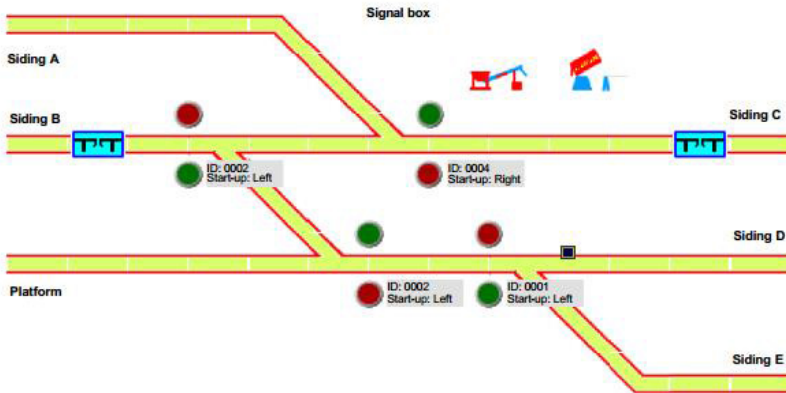 Signal box
Siding A
Siding B
Siding C
ID: 0002
Start-up: Left
ID: 0004
Start-up: Right
Siding D
Platform
ID: 0002
Start-up: Left
ID: 0001
Start-up: Left
Siding E